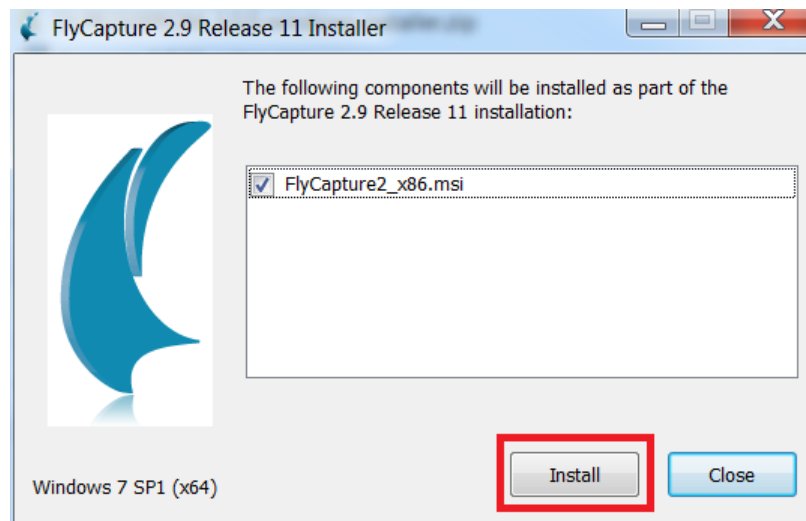 FlyCapture 2.9 Release 11 Installer
The following components will be installed as part of the
FlyCapture 2.9 Release 11 installation:
FlyCapture2_x86.msi
Windows 7 SP1 (x64)
Install
Close